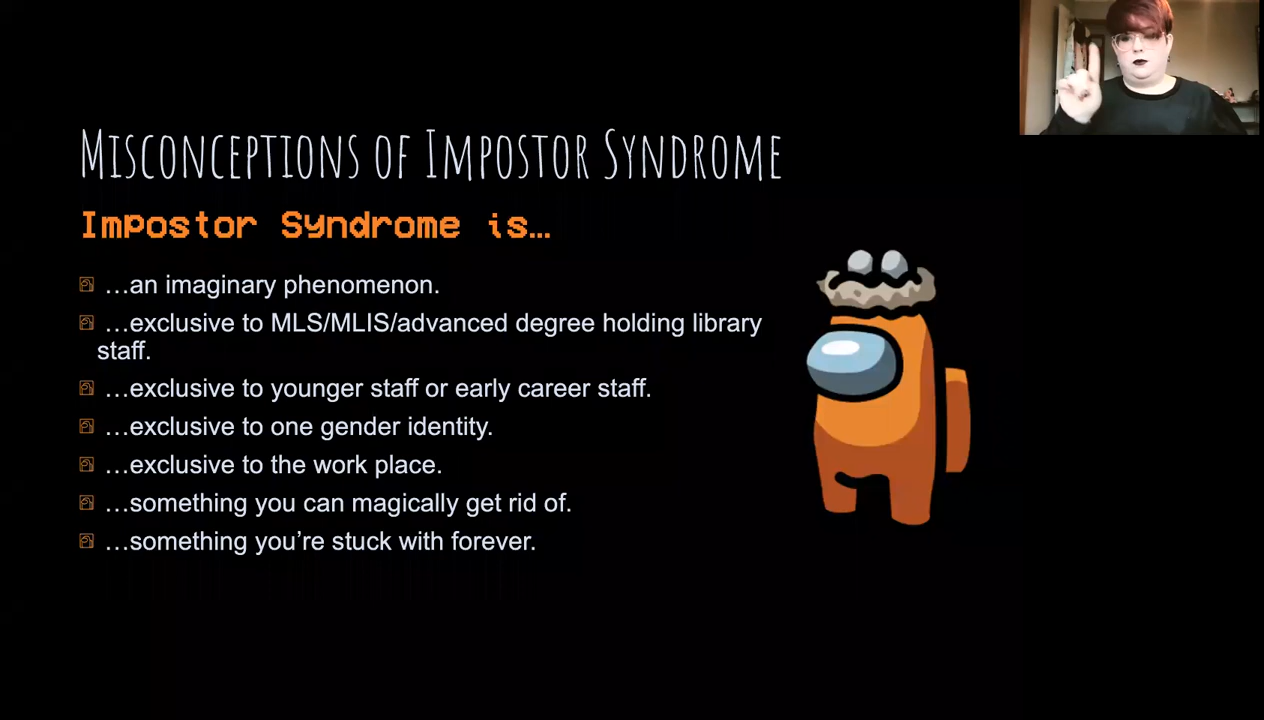 Misconceptions of Impostor Syndrome
Impostor Syndrome is…
…an imaginary phenomenon.
…exclusive to MLS/MLIS/advanced degree holding library
staff.
…exclusive to younger staff or early career staff.
…exclusive to one gender identity.
…exclusive to the work place.
…something you can magically get rid of.
…something you’re stuck with forever.